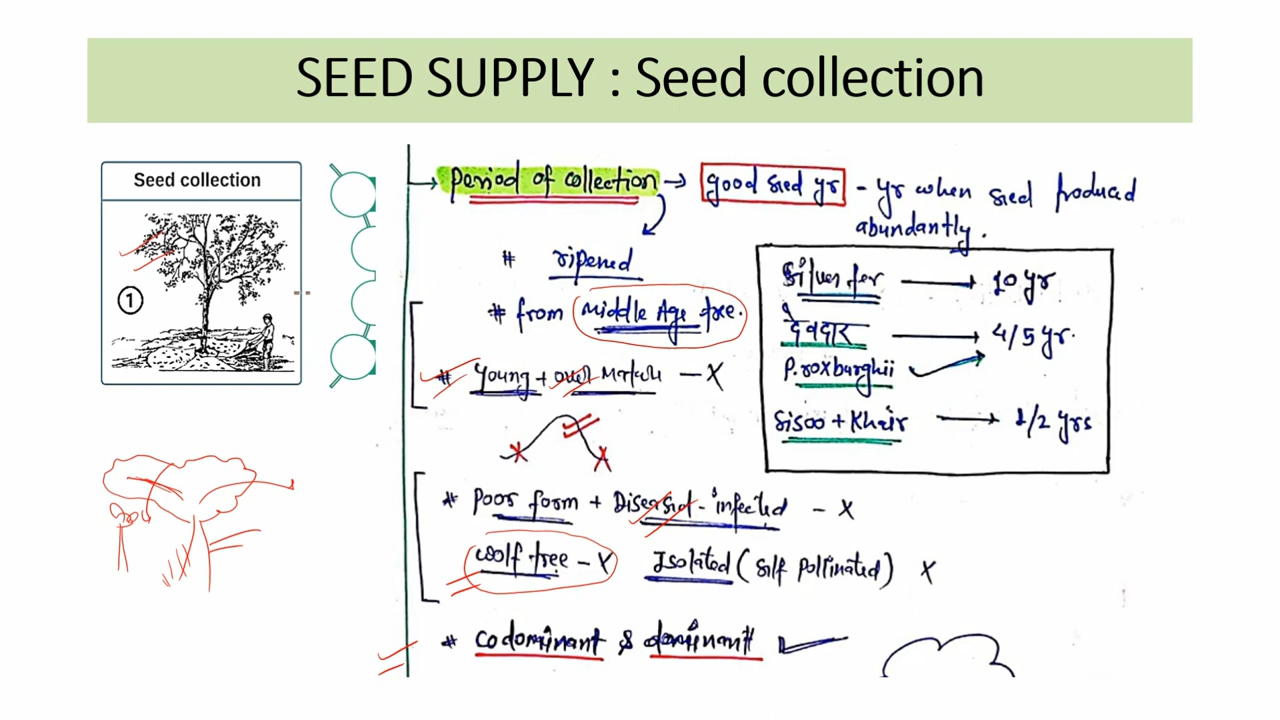 SEED SUPPLY : Seed collection
Seed collection
1
Period of collection → good seed yr - yr when seed produced
abundantly.
# ripened
# from Middle Age tree.
# Young + over Mature - X
Silver fer → 10 yr
देवदार → 4/5 yr.
P. roxburghii
Sisoo + Khair → 1/2 yrs
* Poor form + Diseased - infected - X
Woolf tree - X Isolated (Self Pollinated) X
* codominant & dominant ✓